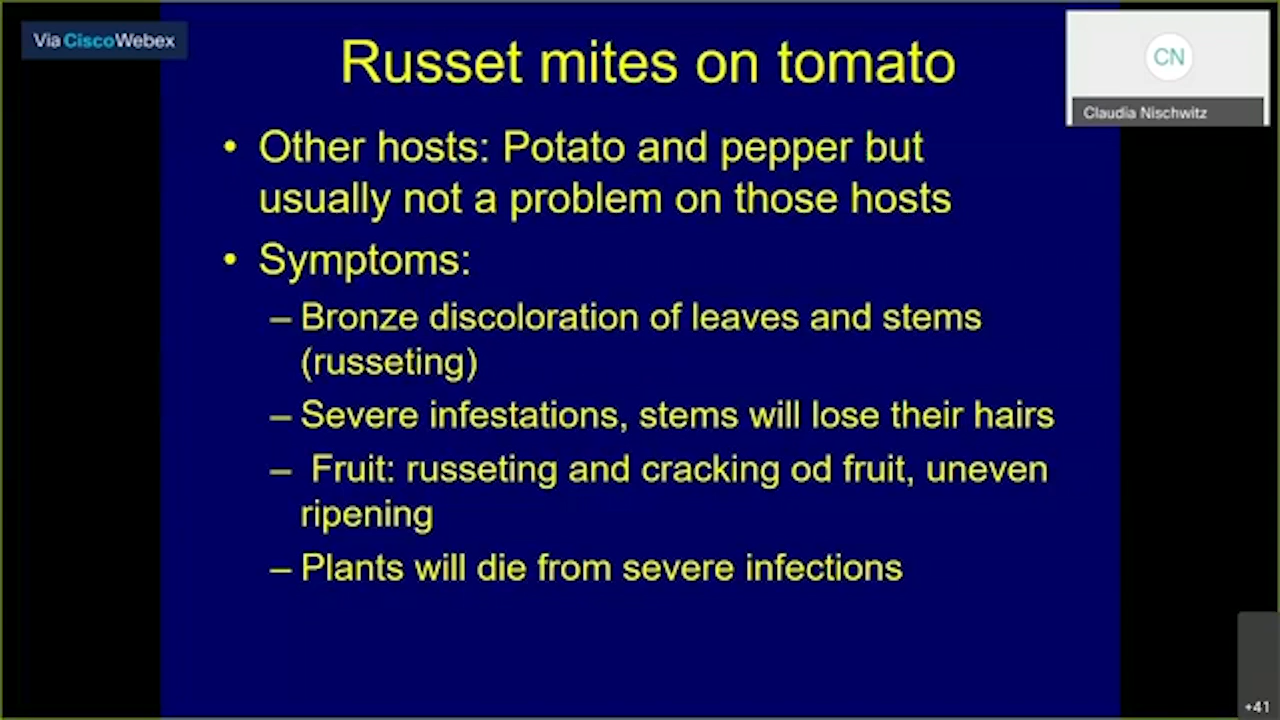 Via CiscoWebex
Russet mites on tomato
CN
Claudia Nischwitz
• Other hosts: Potato and pepper but
usually not a problem on those hosts
• Symptoms:
– Bronze discoloration of leaves and stems
(russeting)
– Severe infestations, stems will lose their hairs
– Fruit: russeting and cracking od fruit, uneven
ripening
– Plants will die from severe infections
+41